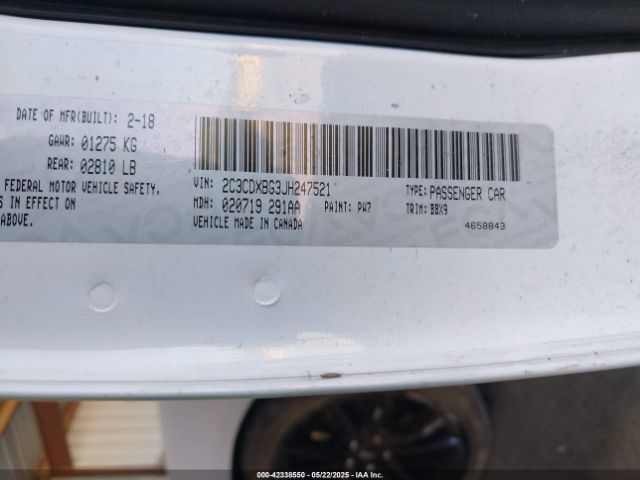 DATE OF MFR(BUILT): 2-18
GAWR: 01275 KG
REAR: 02810 LB
FEDERAL MOTOR VEHICLE SAFETY.
S IN EFFECT ON
ABOVE.
VIN: 2C3CDXBG3JH247521
TYPE: PASSENGER CAR
MDH: 020719 291AA
PAINT: PW7
TRIM: BBX9
VEHICLE MADE IN CANADA
4658843
000-42338550 — 05/22/2025 — IAAI.COM